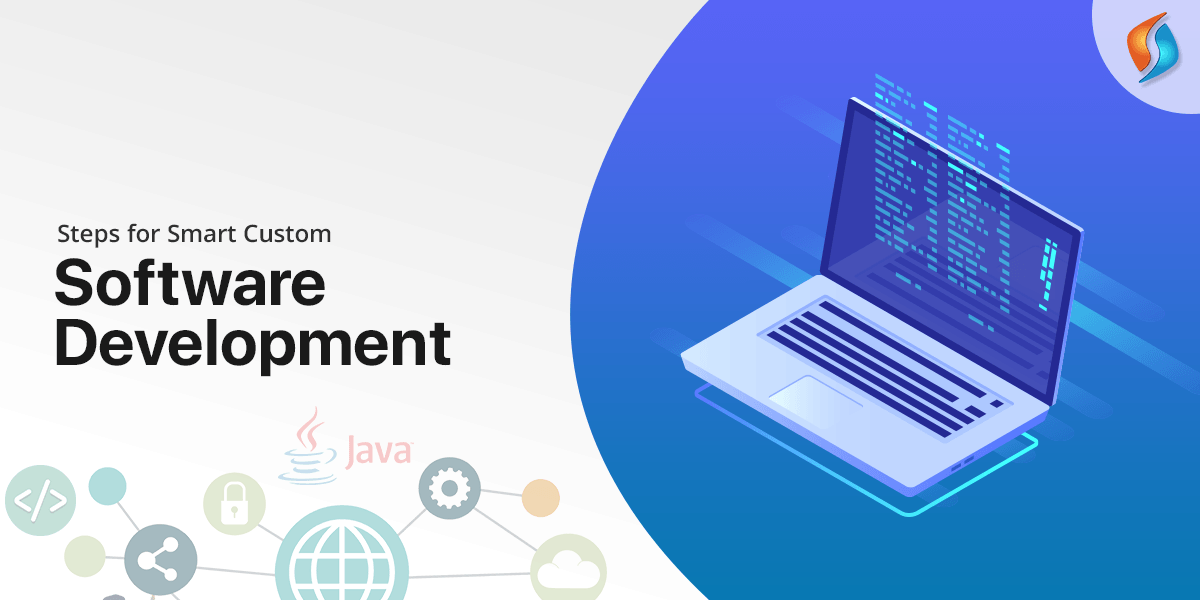 Steps for Smart Custom
Software
Development
Java
</>